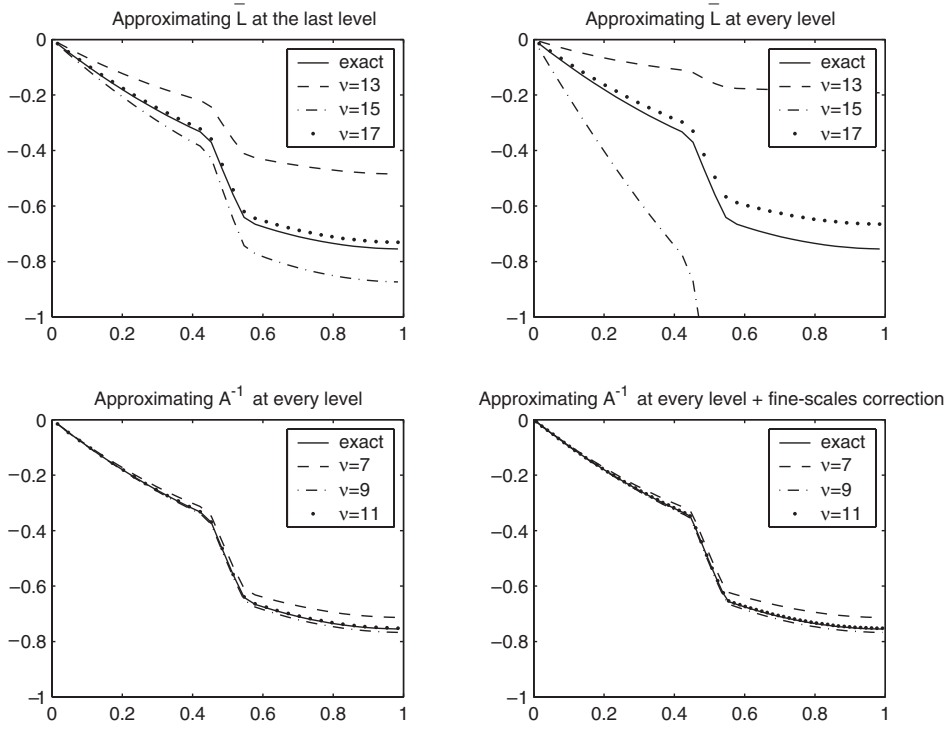 Approximating L̅ at the last level
0
−0.2
−0.4
−0.6
−0.8
−1
0 0.2 0.4 0.6 0.8 1
exact
ν=13
ν=15
ν=17
Approximating L̅ at every level
0
−0.2
−0.4
−0.6
−0.8
−1
0 0.2 0.4 0.6 0.8 1
exact
ν=13
ν=15
ν=17
Approximating A⁻¹ at every level
0
−0.2
−0.4
−0.6
−0.8
−1
0 0.2 0.4 0.6 0.8 1
exact
ν=7
ν=9
ν=11
Approximating A⁻¹ at every level + fine−scales correction
0
−0.2
−0.4
−0.6
−0.8
−1
0 0.2 0.4 0.6 0.8 1
exact
ν=7
ν=9
ν=11